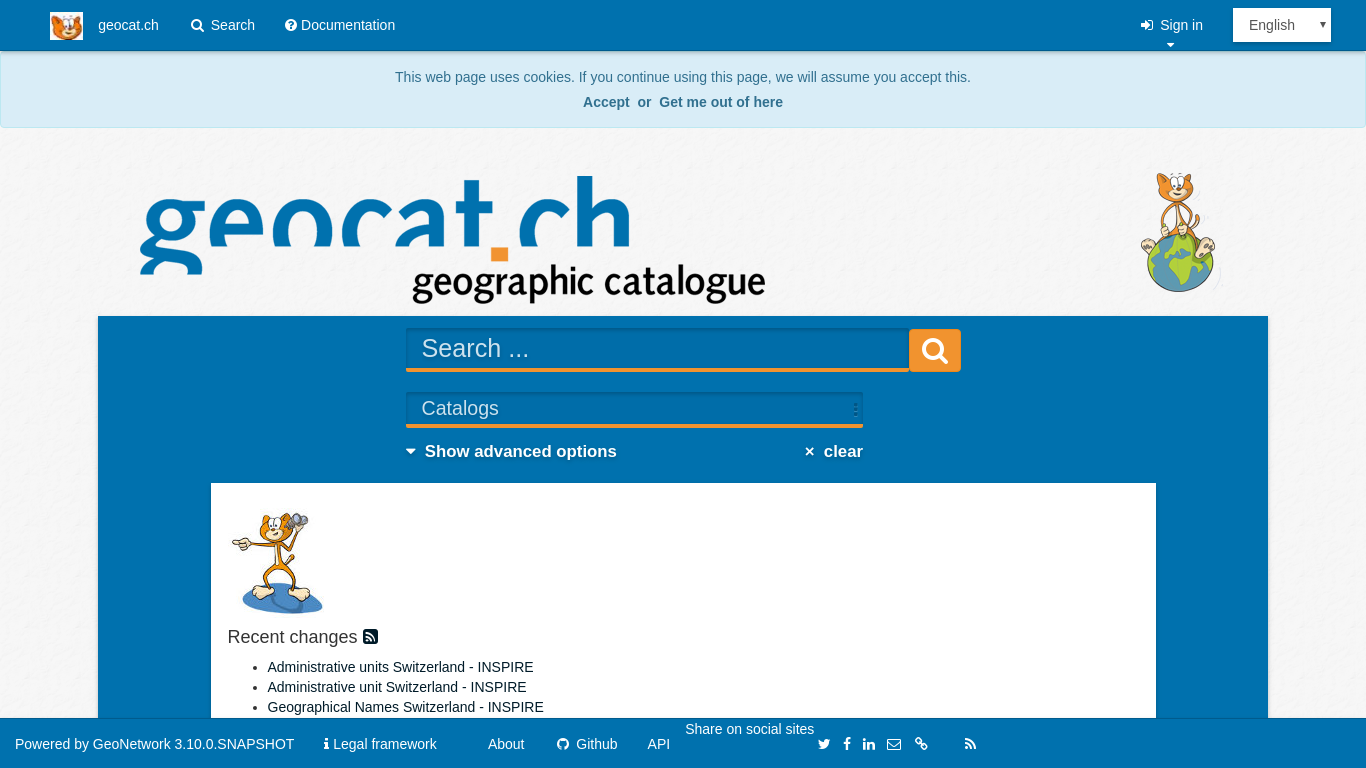 geocat.ch Search Documentation Sign in English
This web page uses cookies. If you continue using this page, we will assume you accept this.
Accept or Get me out of here
geocat.ch
geographic catalogue
Search ...
Catalogs
Show advanced options × clear
Recent changes
• Administrative units Switzerland - INSPIRE
• Administrative unit Switzerland - INSPIRE
• Geographical Names Switzerland - INSPIRE
Powered by GeoNetwork 3.10.0.SNAPSHOT Legal framework About Github API Share on social sites